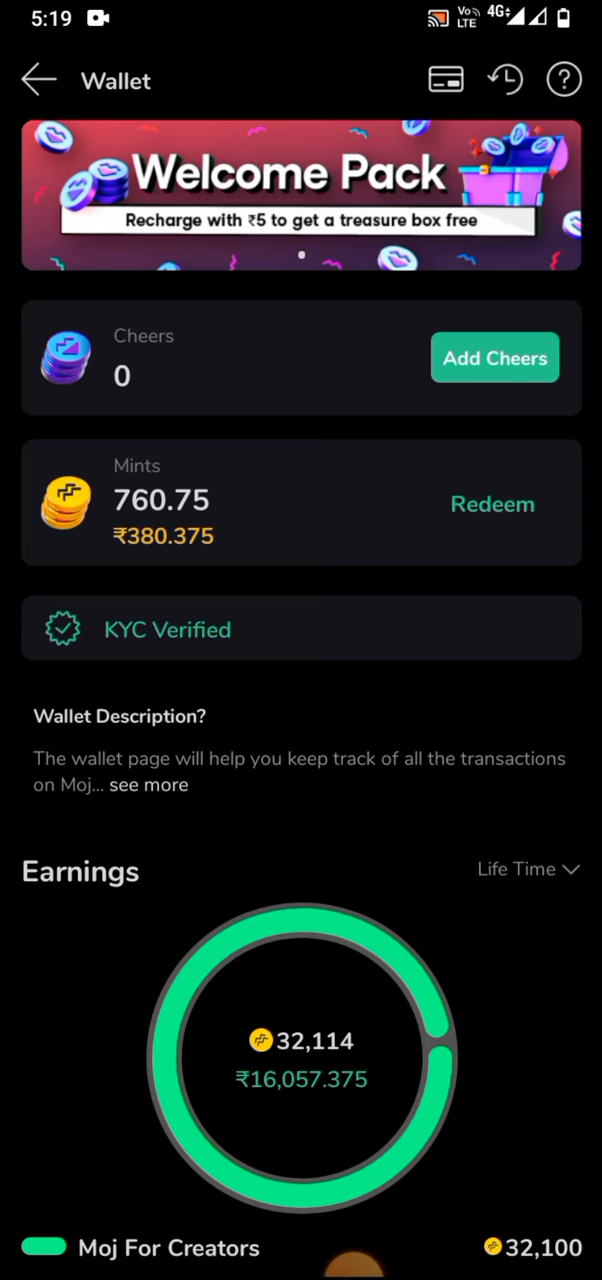 5:19
Vo
LTE
4G
Wallet
Welcome Pack
Recharge with ₹5 to get a treasure box free
Cheers
0
Add Cheers
Mints
760.75
₹380.375
Redeem
KYC Verified
Wallet Description?
The wallet page will help you keep track of all the transactions
on Moj... see more
Earnings
Life Time
32,114
₹16,057.375
Moj For Creators
32,100